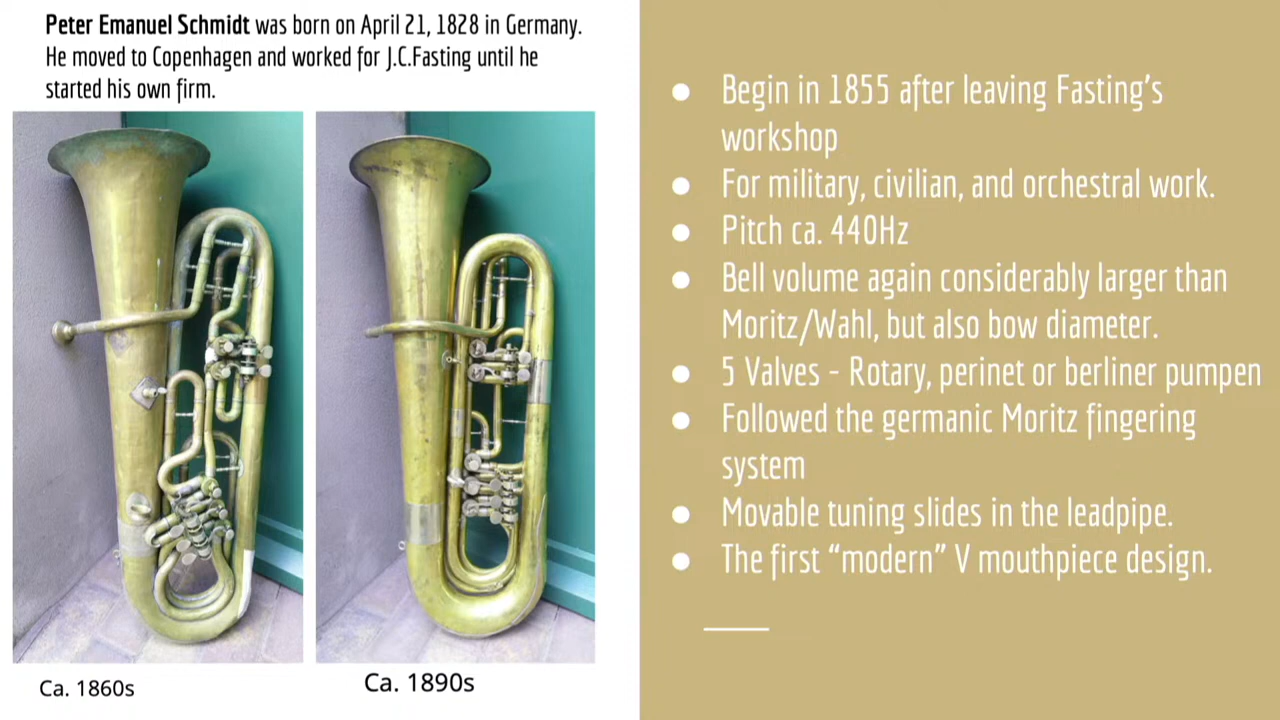 Peter Emanuel Schmidt was born on April 21, 1828 in Germany.
He moved to Copenhagen and worked for J.C.Fasting until he
started his own firm.
Ca. 1860s
Ca. 1890s
● Begin in 1855 after leaving Fasting's
workshop
● For military, civilian, and orchestral work.
● Pitch ca. 440Hz
● Bell volume again considerably larger than
Moritz/Wahl, but also bow diameter.
● 5 Valves - Rotary, perinet or berliner pumpen
● Followed the germanic Moritz fingering
system
● Movable tuning slides in the leadpipe.
● The first “modern” V mouthpiece design.